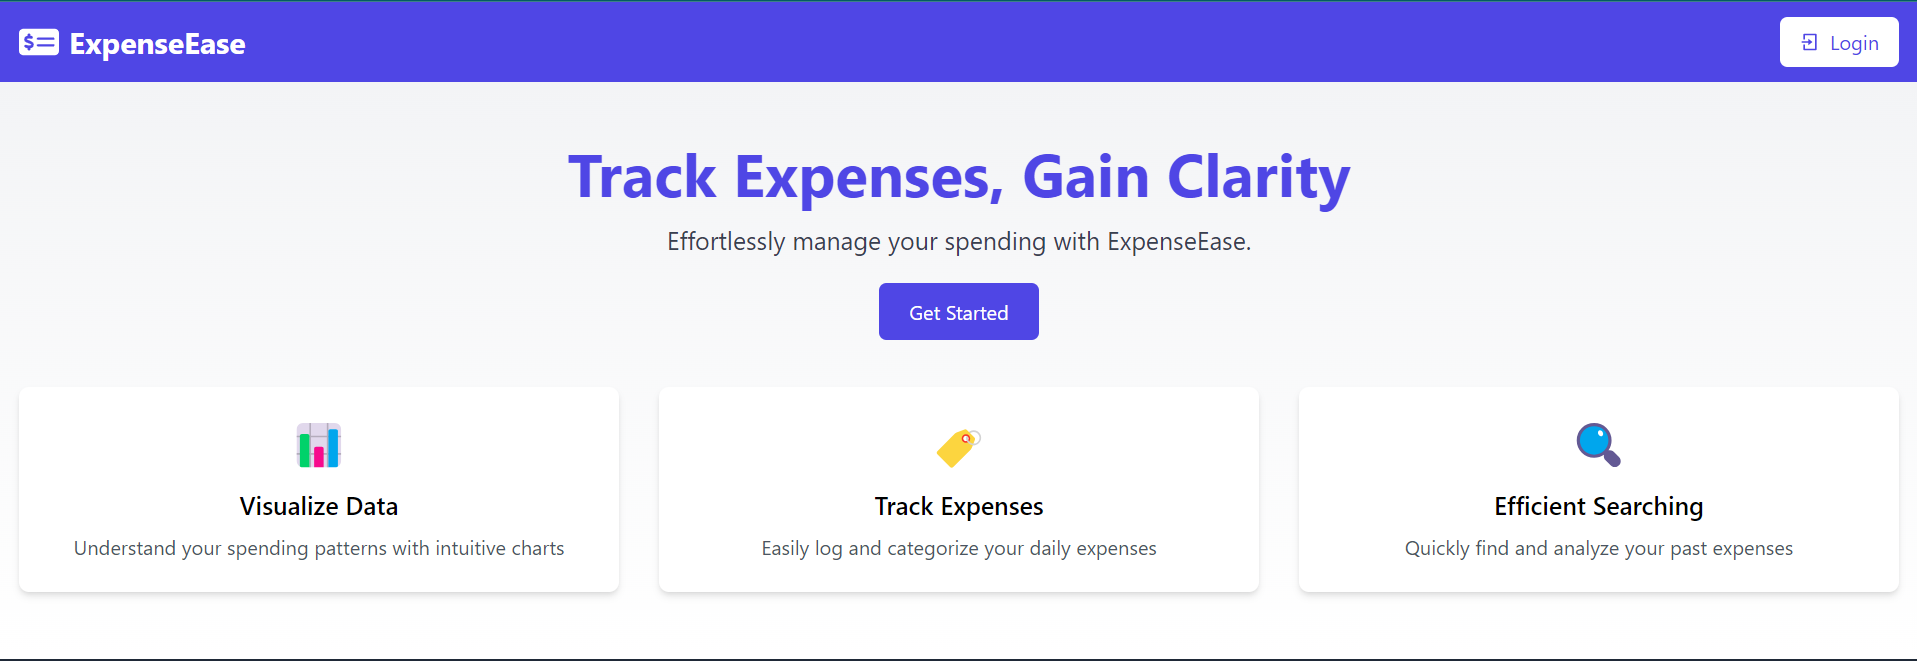 ExpenseEase
Login
Track Expenses, Gain Clarity
Effortlessly manage your spending with ExpenseEase.
Get Started
Visualize Data
Understand your spending patterns with intuitive charts
Track Expenses
Easily log and categorize your daily expenses
Efficient Searching
Quickly find and analyze your past expenses